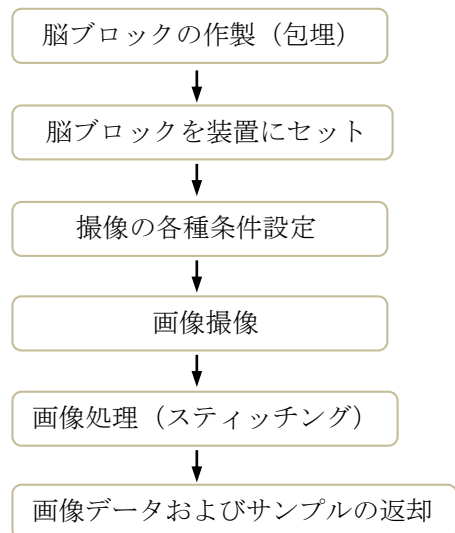 脳ブロックの作製（包埋）
脳ブロックを装置にセット
撮像の各種条件設定
画像撮像
画像処理（スティッチング）
画像データおよびサンプルの返却